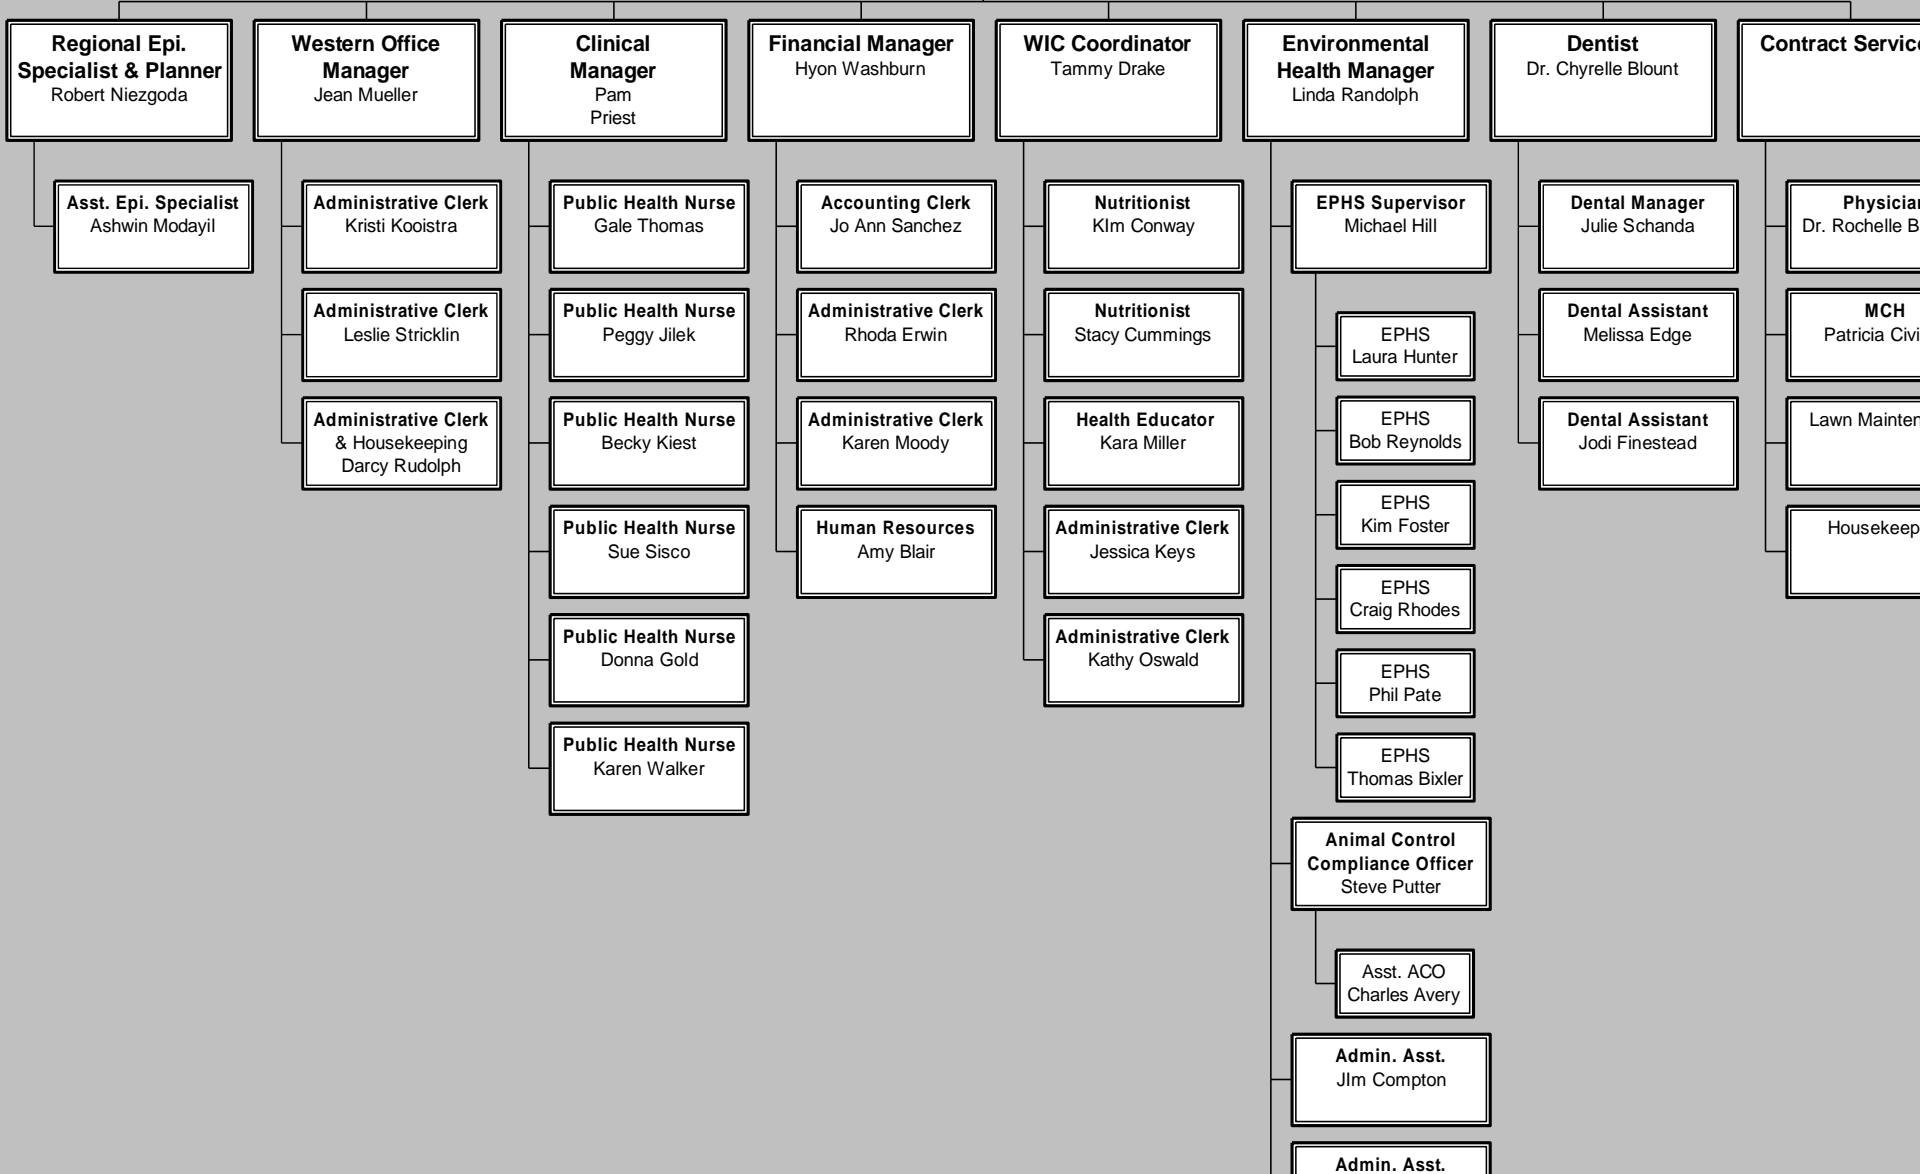 Regional Epi.
Specialist & Planner
Robert Niezgoda
Asst. Epi. Specialist
Ashwin Modayil
Western Office
Manager
Jean Mueller
Administrative Clerk
Kristi Kooistra
Administrative Clerk
Leslie Stricklin
Administrative Clerk
& Housekeeping
Darcy Rudolph
Clinical
Manager
Pam
Priest
Public Health Nurse
Gale Thomas
Public Health Nurse
Peggy Jilek
Public Health Nurse
Becky Kiest
Public Health Nurse
Sue Sisco
Public Health Nurse
Donna Gold
Public Health Nurse
Karen Walker
Financial Manager
Hyon Washburn
Accounting Clerk
Jo Ann Sanchez
Administrative Clerk
Rhoda Erwin
Administrative Clerk
Karen Moody
Human Resources
Amy Blair
WIC Coordinator
Tammy Drake
Nutritionist
KIm Conway
Nutritionist
Stacy Cummings
Health Educator
Kara Miller
Administrative Clerk
Jessica Keys
Administrative Clerk
Kathy Oswald
Environmental
Health Manager
Linda Randolph
EPHS Supervisor
Michael Hill
EPHS
Laura Hunter
EPHS
Bob Reynolds
EPHS
Kim Foster
EPHS
Craig Rhodes
EPHS
Phil Pate
EPHS
Thomas Bixler
Animal Control
Compliance Officer
Steve Putter
Asst. ACO
Charles Avery
Admin. Asst.
JIm Compton
Admin. Asst.
Dentist
Dr. Chyrelle Blount
Dental Manager
Julie Schanda
Dental Assistant
Melissa Edge
Dental Assistant
Jodi Finestead
Contract
Dr. Rochelle
MCH
Patricia
Lawn